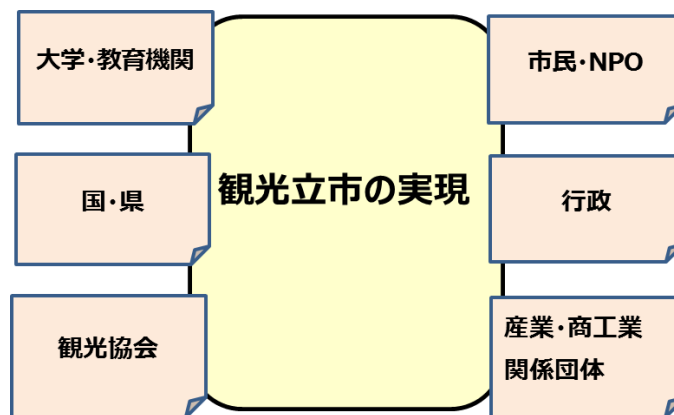 大学・教育機関
市民・NPO
国・県
観光立市の実現
行政
観光協会
産業・商工業
関係団体